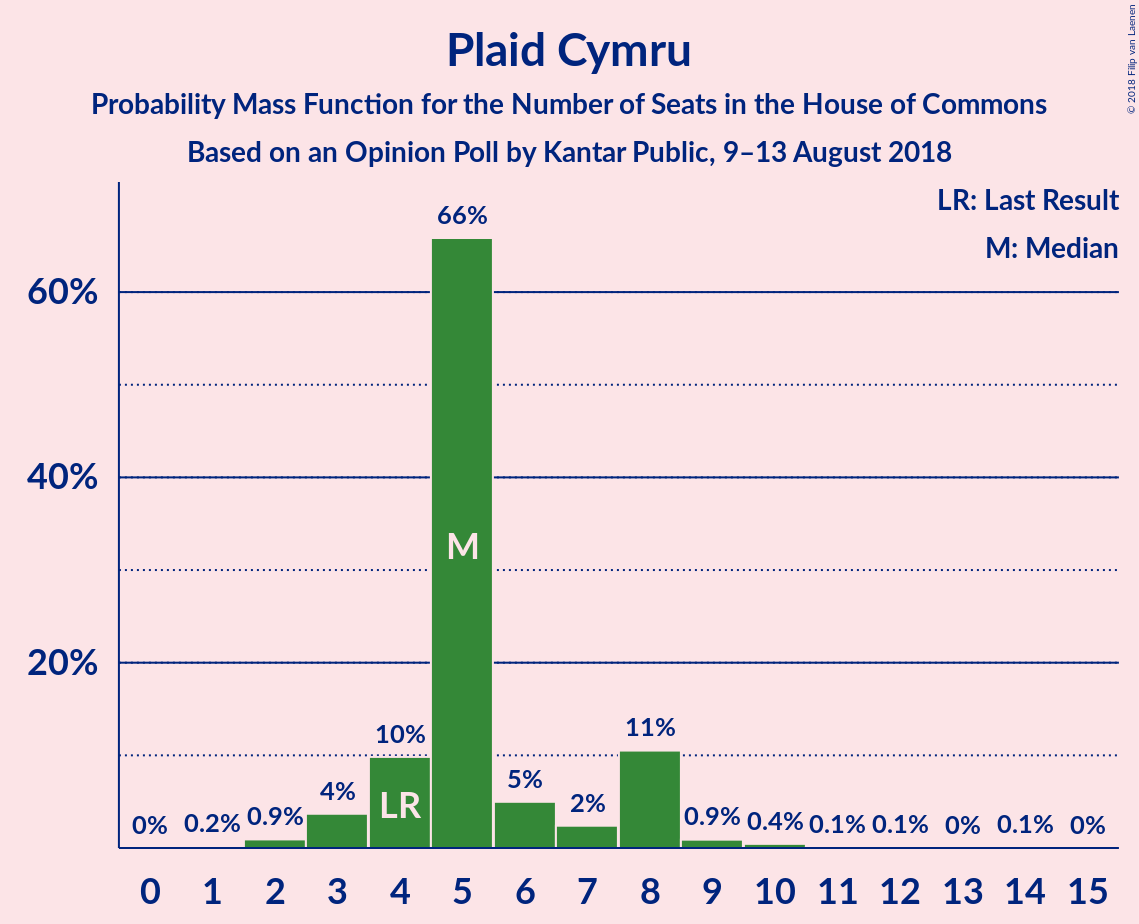 Plaid Cymru
Probability Mass Function for the Number of Seats in the House of Commons
Based on an Opinion Poll by Kantar Public, 9–13 August 2018
© 2018 Filip van Laenen
LR: Last Result
M: Median
66%
60%
40%
M
20%
10%
11%
LR
0%
0.2%
0.9%
4%
5%
2%
0.9%
0.4%
0.1%
0.1%
0%
0.1%
0%
0 1 2 3 4 5 6 7 8 9 10 11 12 13 14 15